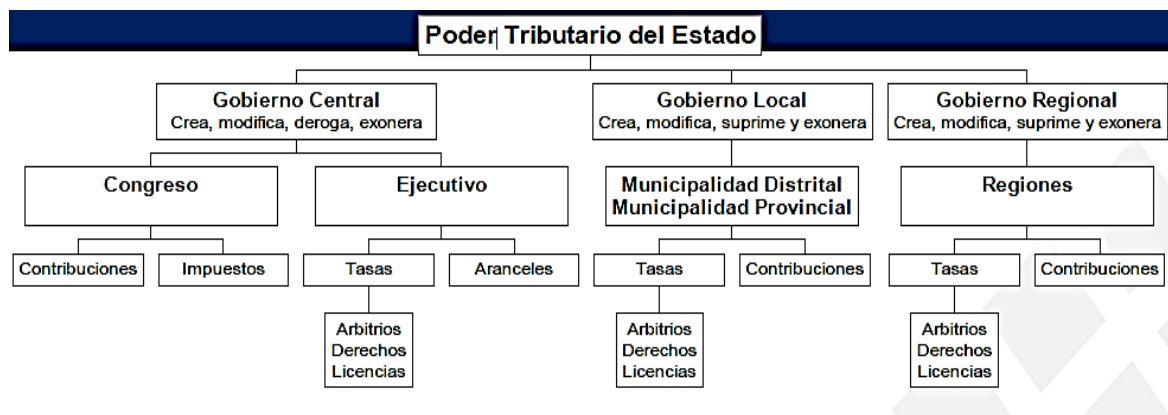 Poder Tributario del Estado
Gobierno Central
Crea, modifica, deroga, exonera
Gobierno Local
Crea, modifica, suprime y exonera
Gobierno Regional
Crea, modifica, suprime y exonera
Congreso
Ejecutivo
Municipalidad Distrital
Municipalidad Provincial
Regiones
Contribuciones
Impuestos
Tasas
Aranceles
Tasas
Contribuciones
Tasas
Contribuciones
Arbitrios
Derechos
Licencias
Arbitrios
Derechos
Licencias
Arbitrios
Derechos
Licencias